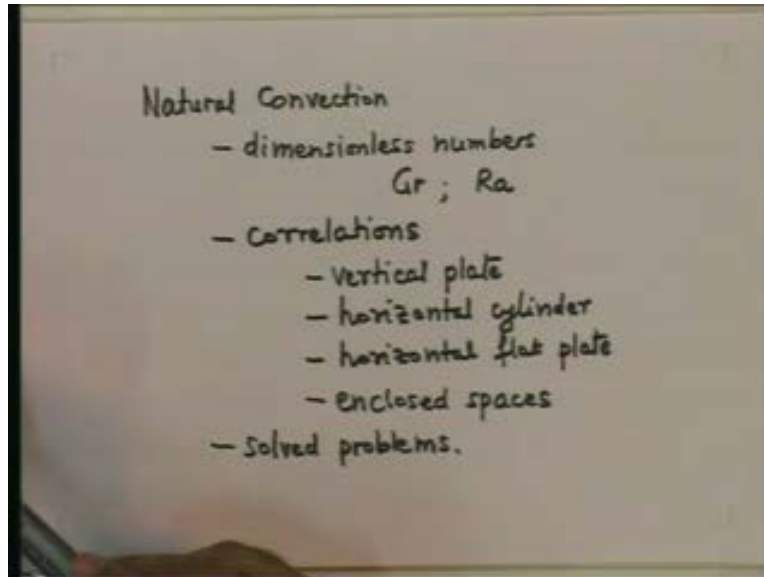 Natural Convection
- dimensionless numbers
Gr ; Ra
- correlations
- vertical plate
- horizontal cylinder
- horizontal flat plate
- enclosed spaces
- solved problems.